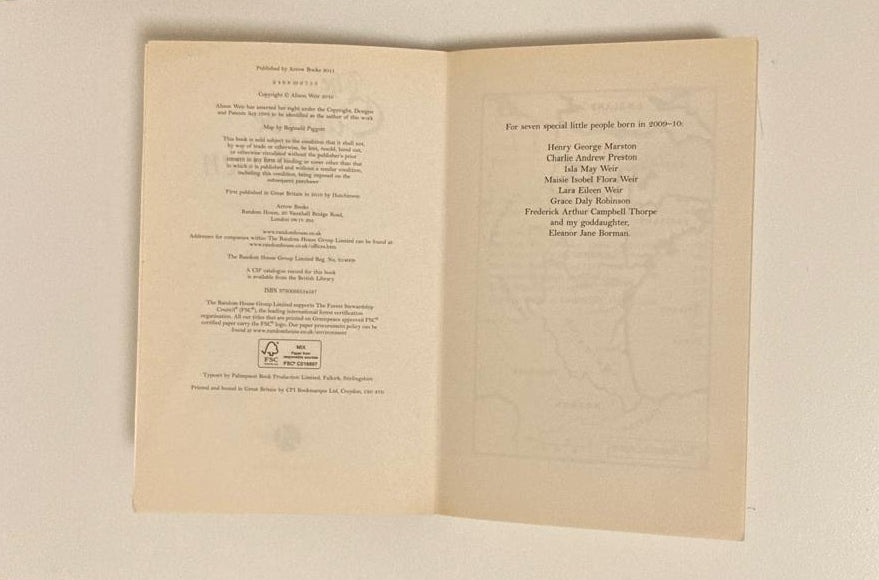 Published by Arrow Books 2011
Copyright © Alison Weir 2010
Alison Weir has asserted her right under the Copyright, Designs
and Patents Act 1988 to be identified as the author of this work
Map by Reginald Piggott
This book is sold subject to the condition that it shall not,
by way of trade or otherwise, be lent, resold, hired out,
or otherwise circulated without the publisher's prior
consent in any form of binding or cover other than that
in which it is published and without a similar condition,
including this condition, being imposed on the
subsequent purchaser
First published in Great Britain in 2010 by Hutchinson
Arrow Books
Random House, 20 Vauxhall Bridge Road,
London
www.randomhouse.co.uk
Addresses for companies within The Random House Group Limited can be found at:
www.randomhouse.co.uk/offices.htm
The Random House Group Limited Reg. No.
A CIP catalogue record for this book
is available from the British Library
ISBN
The Random House Group Limited supports The Forest Stewardship
Council® (FSC®), the leading international forest certification
organisation. All our titles that are printed on Greenpeace approved FSC®
certified paper carry the FSC® logo. Our paper procurement policy can be
found at www.randomhouse.co.uk/environment
FSC
MIX
Paper from
responsible sources
FSC® C016897
Typeset by Palimpsest Book Production Limited, Falkirk, Stirlingshire
Printed and bound in Great Britain by CPI Bookmarque Ltd, Croydon, CR0 4TD
For seven special little people born in 2009–10:
Henry George Marston
Charlie Andrew Preston
Isla May Weir
Maisie Isobel Flora Weir
Lara Eileen Weir
Grace Daly Robinson
Frederick Arthur Campbell Thorpe
and my goddaughter,
Eleanor Jane Borman.